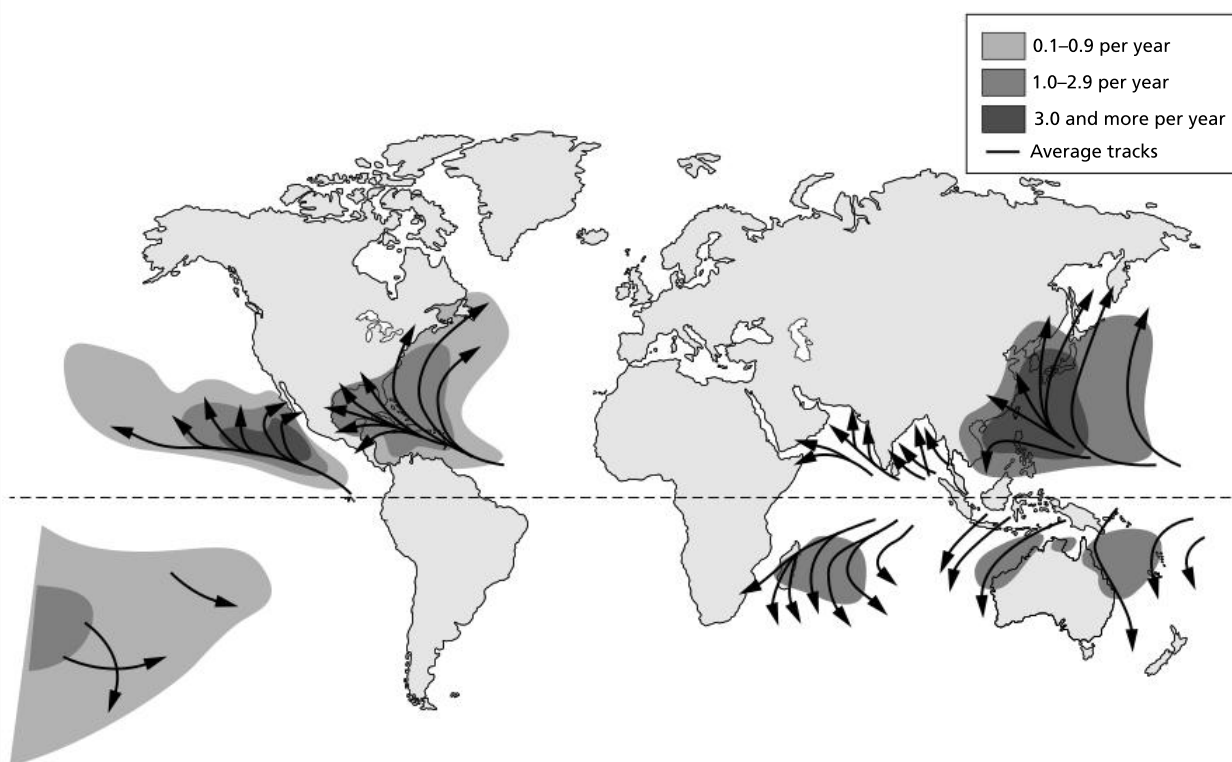 0.1–0.9 per year
1.0–2.9 per year
3.0 and more per year
Average tracks